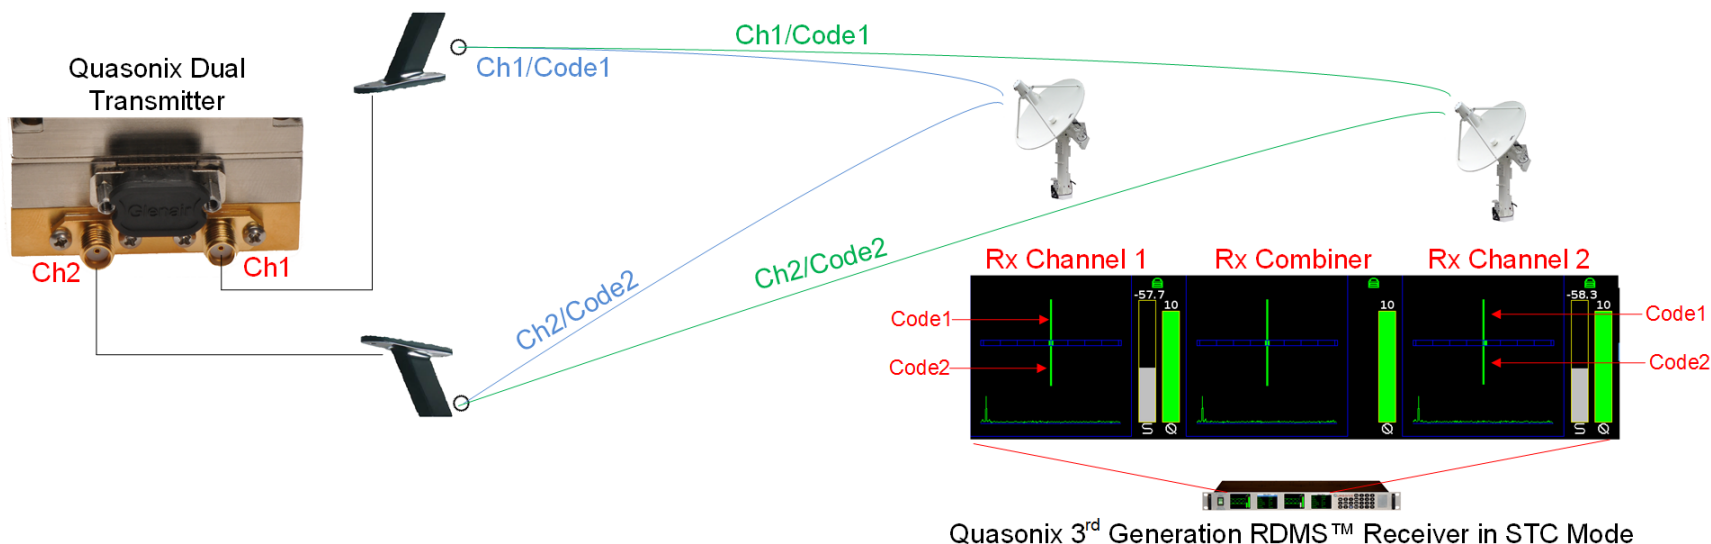 Quasonix Dual
Transmitter
Glenair
Ch2
Ch1
Ch1/Code1
Ch1/Code1
Ch2/Code2
Ch2/Code2
Rx Channel 1
Rx Combiner
Rx Channel 2
-57.7
10
10
-58.3
10
Code1
Code2
Code1
Code2
S
Q
Q
S
Q
Quasonix 3rd Generation RDMS™ Receiver in STC Mode